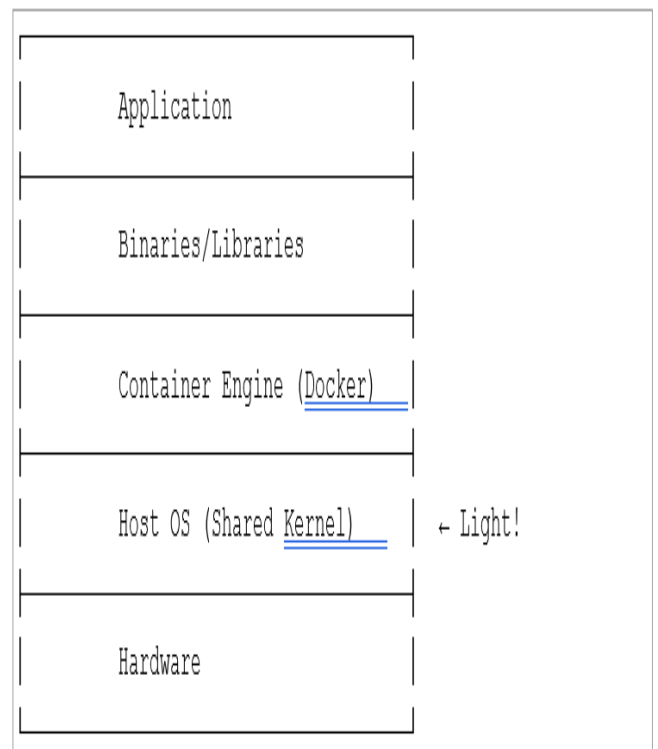 Application
Binaries/Libraries
Container Engine (Docker)
Host OS (Shared Kernel) ← Light!
Hardware